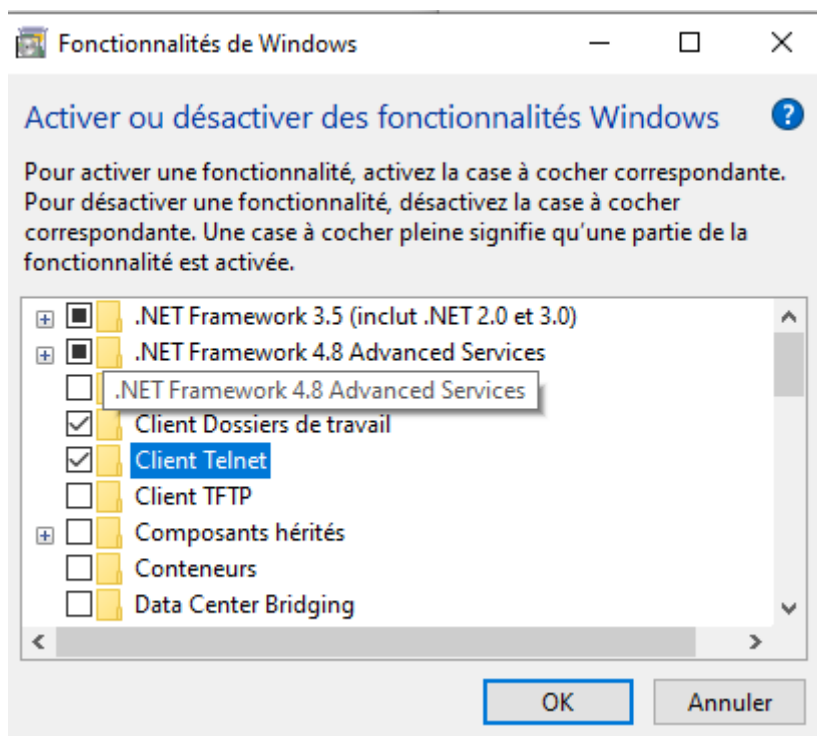 Fonctionnalités de Windows
Activer ou désactiver des fonctionnalités Windows
Pour activer une fonctionnalité, activez la case à cocher correspondante.
Pour désactiver une fonctionnalité, désactivez la case à cocher
correspondante. Une case à cocher pleine signifie qu'une partie de la
fonctionnalité est activée.
.NET Framework 3.5 (inclut .NET 2.0 et 3.0)
.NET Framework 4.8 Advanced Services
.NET Framework 4.8 Advanced Services
Client Dossiers de travail
Client Telnet
Client TFTP
Composants hérités
Conteneurs
Data Center Bridging
OK
Annuler